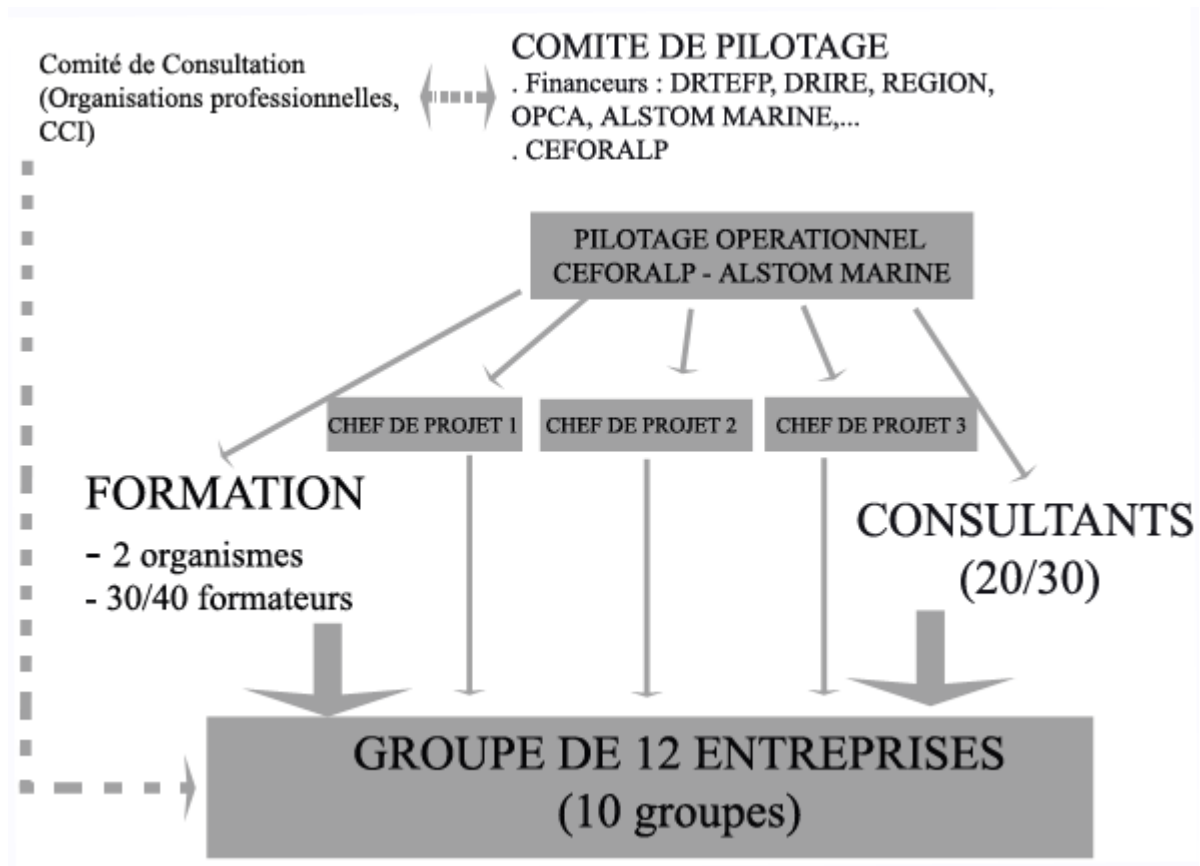 Comité de Consultation
(Organisations professionnelles,
CCI)
COMITE DE PILOTAGE
. Financeurs : DRTEFP, DRIRE, REGION,
OPCA, ALSTOM MARINE,...
. CEFORALP
PILOTAGE OPERATIONNEL
CEFORALP - ALSTOM MARINE
CHEF DE PROJET 1
CHEF DE PROJET 2
CHEF DE PROJET 3
FORMATION
- 2 organismes
- 30/40 formateurs
CONSULTANTS
(20/30)
GROUPE DE 12 ENTREPRISES
(10 groupes)